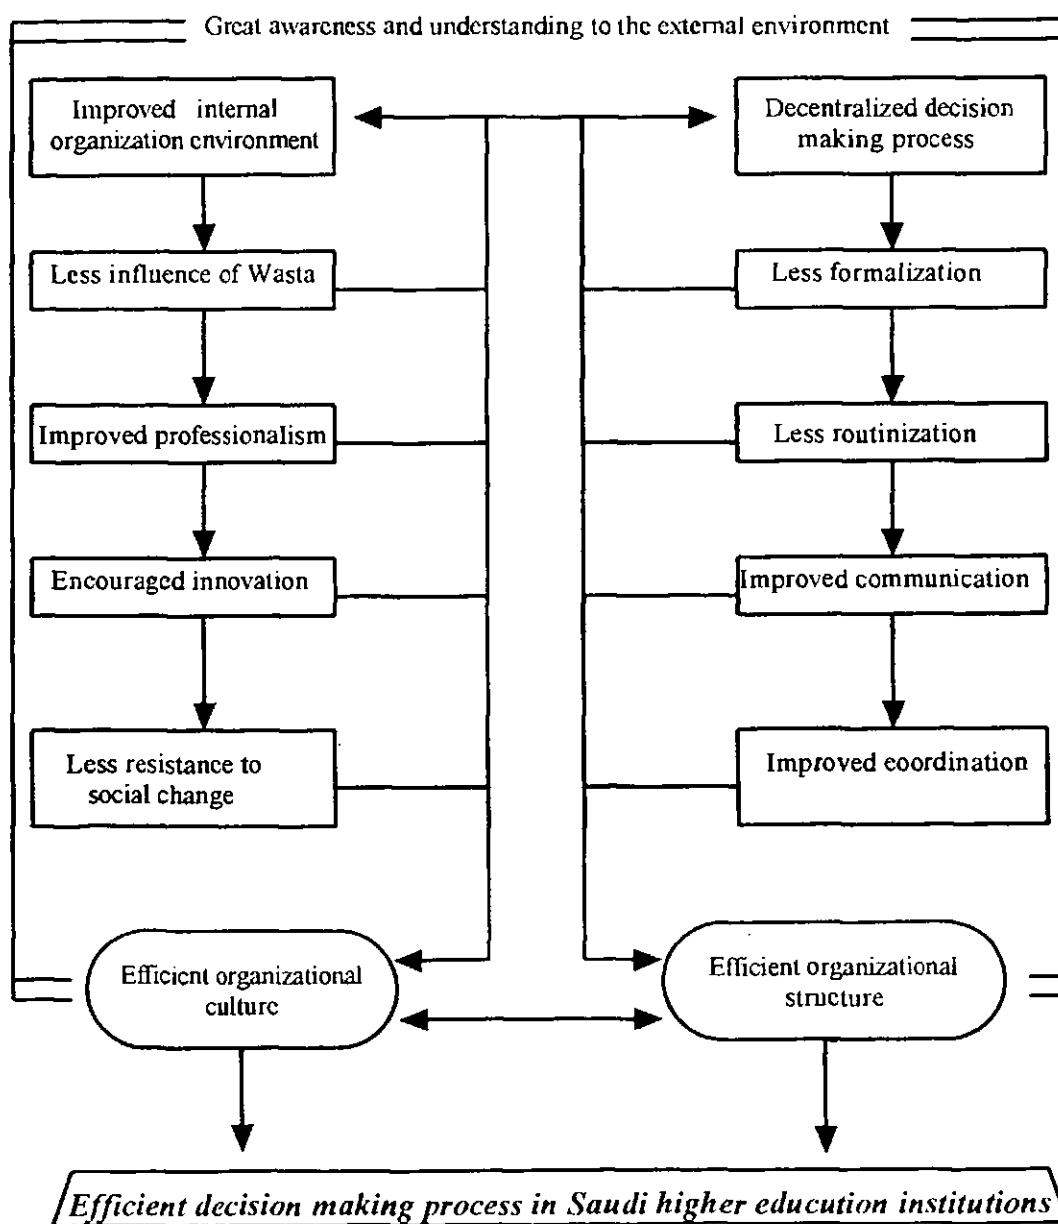 Great awareness and understanding to the external environment
Improved internal
organization environment
Decentralized decision
making process
Less influence of Wasta
Less formalization
Improved professionalism
Less routinization
Encouraged innovation
Improved communication
Less resistance to
social change
Improved coordination
Efficient organizational
culture
Efficient organizational
structure
Efficient decision making process in Saudi higher educution institutions